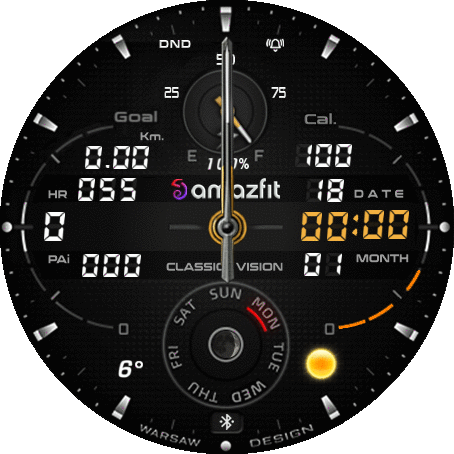 DND
50
25 75
Goal Cal.
Km.
0.00 100
E F
100%
HR 055 amazfit 18 DATE
0 00:00
PAi 000 CLASSIC VISION 01 MONTH
0 0
SUN
SAT MON
FRI TUE
THU WED
6°
WARSAW DESIGN